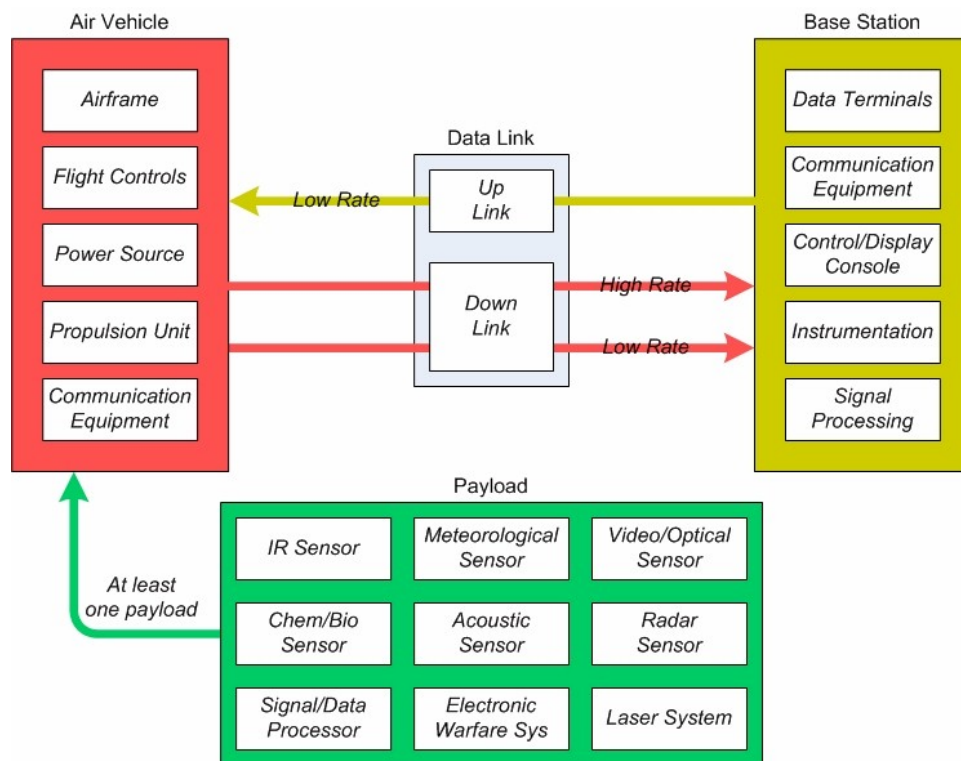 Air Vehicle
Airframe
Flight Controls
Power Source
Propulsion Unit
Communication
Equipment
Data Link
Up
Link
Down
Link
Low Rate
High Rate
Low Rate
Base Station
Data Terminals
Communication
Equipment
Control/Display
Console
Instrumentation
Signal
Processing
At least
one payload
Payload
IR Sensor
Meteorological
Sensor
Video/Optical
Sensor
Chem/Bio
Sensor
Acoustic
Sensor
Radar
Sensor
Signal/Data
Processor
Electronic
Warfare Sys
Laser System